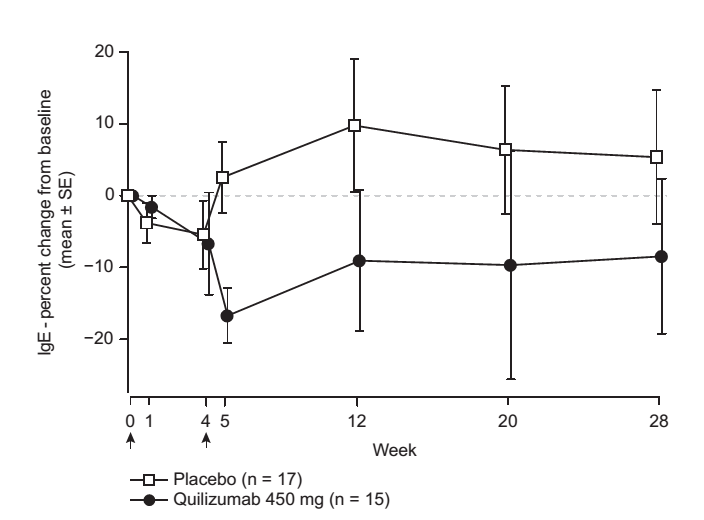 IgE - percent change from baseline
(mean ± SE)
20
10
0
−10
−20
0 1 4 5 12 20 28
Week
Placebo (n = 17)
Quilizumab 450 mg (n = 15)